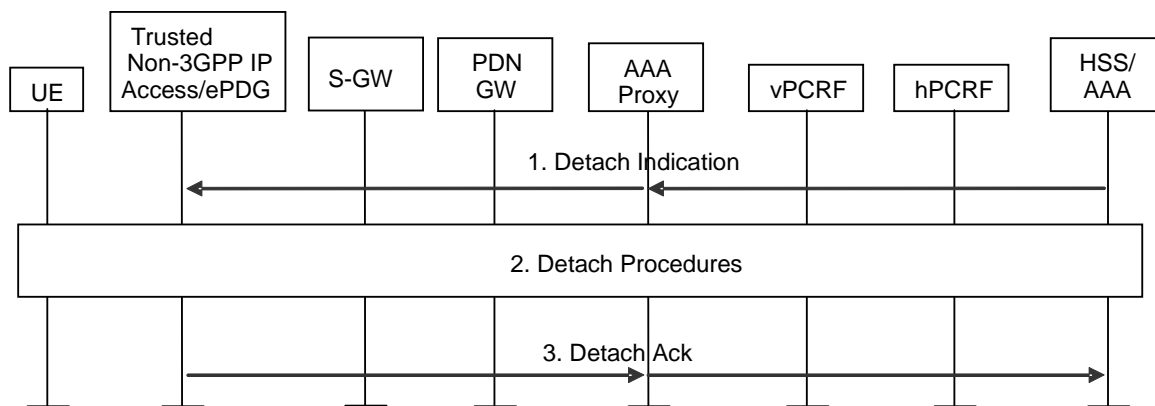 UE
Trusted
Non-3GPP IP
Access/ePDG
S-GW
PDN
GW
AAA
Proxy
vPCRF
hPCRF
HSS/
AAA
1. Detach Indication
2. Detach Procedures
3. Detach Ack